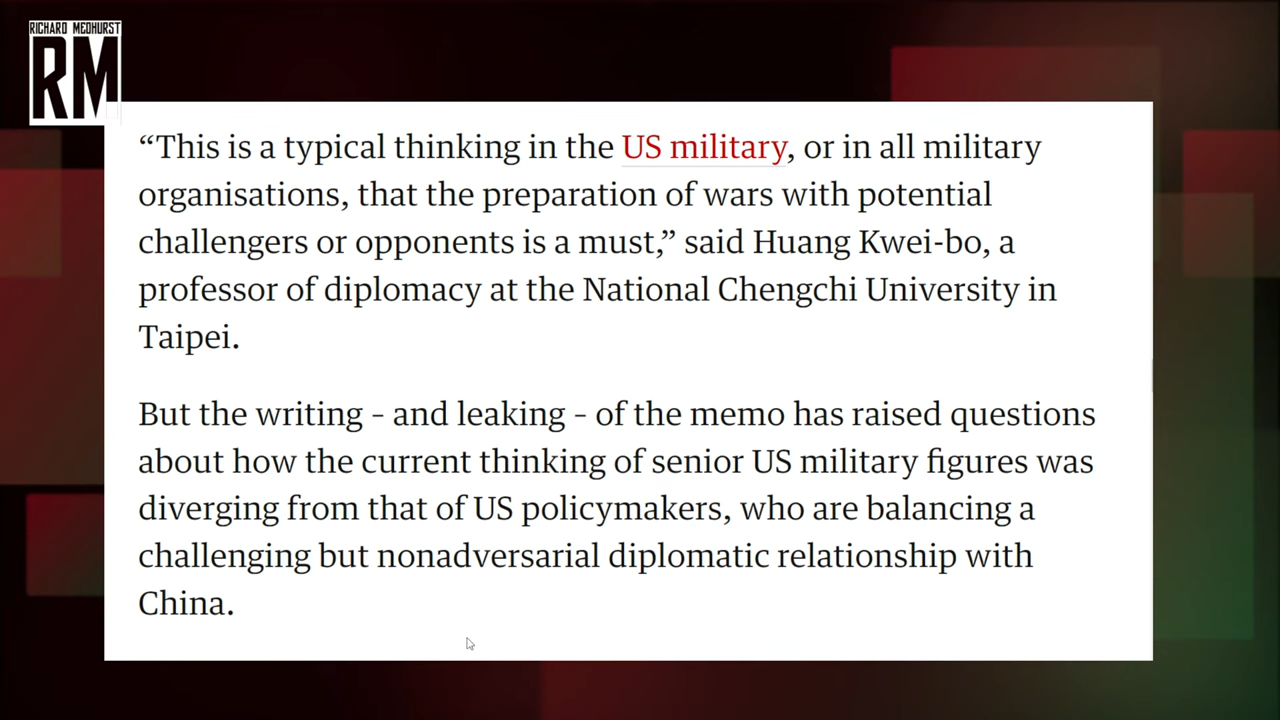 RICHARD MEDHURST
RM
“This is a typical thinking in the US military, or in all military
organisations, that the preparation of wars with potential
challengers or opponents is a must,” said Huang Kwei-bo, a
professor of diplomacy at the National Chengchi University in
Taipei.
But the writing – and leaking – of the memo has raised questions
about how the current thinking of senior US military figures was
diverging from that of US policymakers, who are balancing a
challenging but nonadversarial diplomatic relationship with
China.